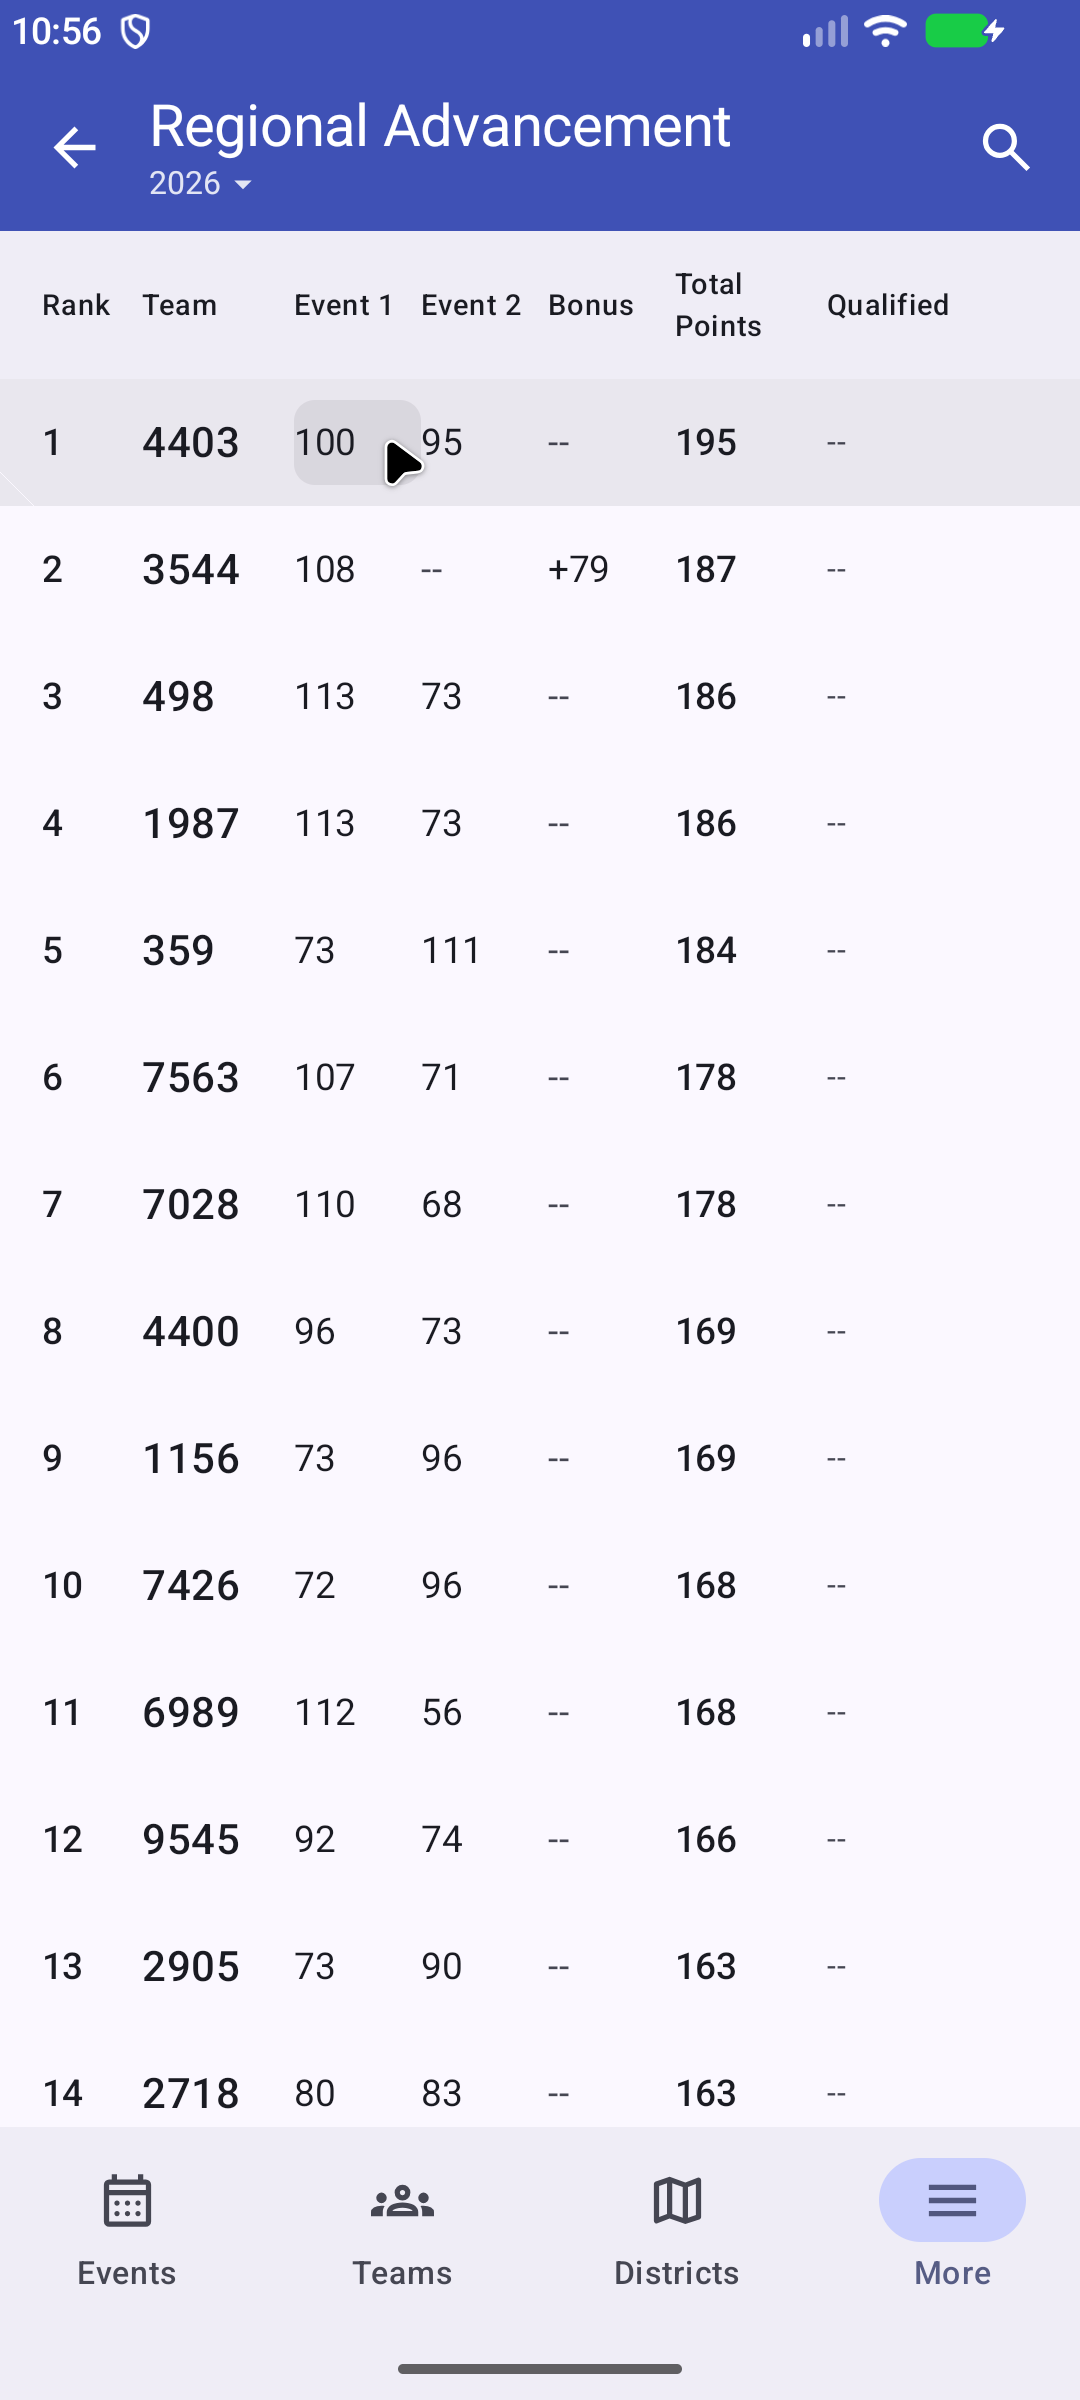 10:56
Regional Advancement
2026
Rank Team Event 1 Event 2 Bonus Total Points Qualified
1 4403 100 95 -- 195 --
2 3544 108 -- +79 187 --
3 498 113 73 -- 186 --
4 1987 113 73 -- 186 --
5 359 73 111 -- 184 --
6 7563 107 71 -- 178 --
7 7028 110 68 -- 178 --
8 4400 96 73 -- 169 --
9 1156 73 96 -- 169 --
10 7426 72 96 -- 168 --
11 6989 112 56 -- 168 --
12 9545 92 74 -- 166 --
13 2905 73 90 -- 163 --
14 2718 80 83 -- 163 --
Events Teams Districts More